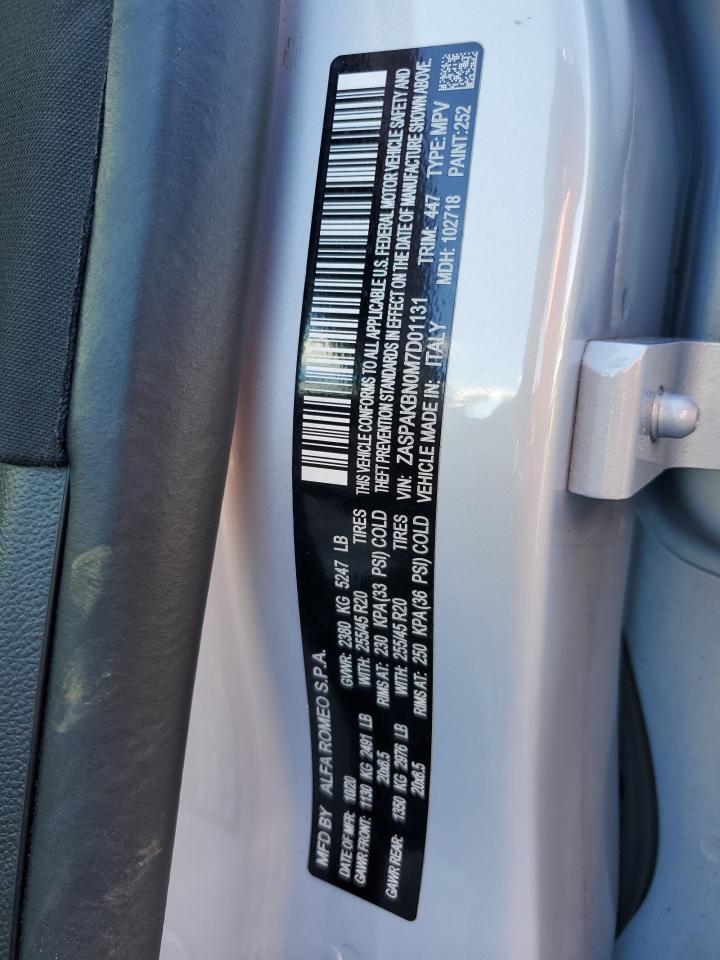 MFD BY ALFA ROMEO S.P.A.
DATE OF MFR: 10/20 GVWR: 2380 KG 5247 LB
GAWR FRONT: 1130 KG 2491 LB WITH: 255/45 R20 TIRES
20x8.5 RIMS AT: 230 KPA(33 PSI) COLD
GAWR REAR: 1350 KG 2976 LB WITH: 255/45 R20 TIRES
20x8.5 RIMS AT: 250 KPA(36 PSI) COLD
THIS VEHICLE CONFORMS TO ALL APPLICABLE U.S. FEDERAL MOTOR VEHICLE SAFETY AND
THEFT PREVENTION STANDARDS IN EFFECT ON THE DATE OF MANUFACTURE SHOWN ABOVE.
VIN: ZASPAKBN0M7D01131 TRIM: 447 TYPE: MPV
VEHICLE MADE IN: ITALY MDH: 102718 PAINT: 252